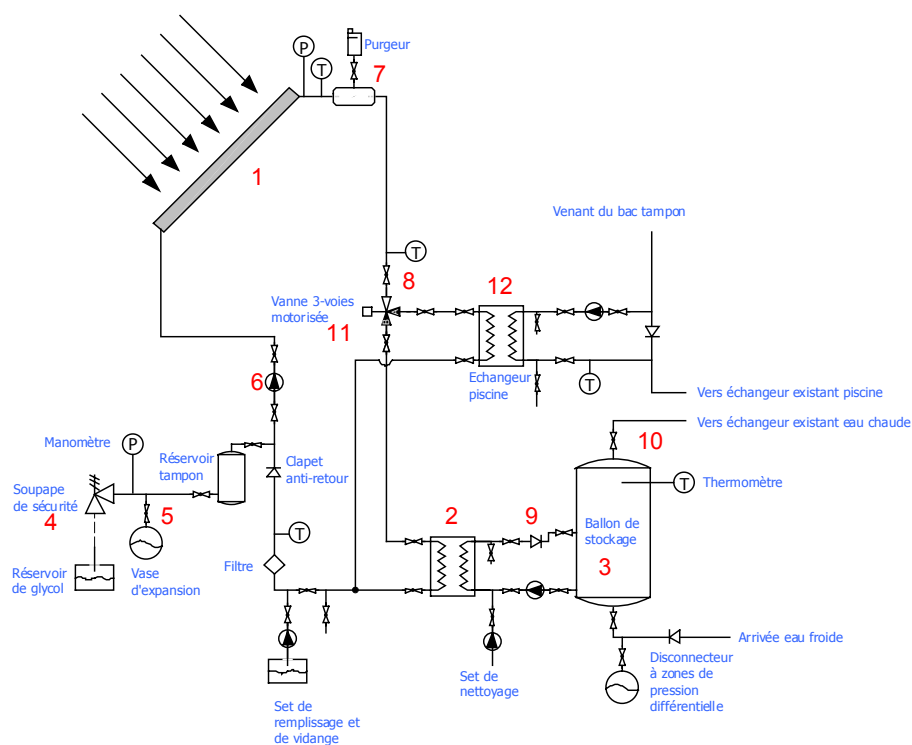 Purgeur
P
T
7
1
Venant du bac tampon
T
8
12
Vanne 3-voies
motorisée
11
6
Echangeur
piscine
T
Vers échangeur existant piscine
Vers échangeur existant eau chaude
10
Manomètre
P
Réservoir
tampon
Clapet
anti-retour
Soupape
de sécurité
4
5
2
9
T
Thermomètre
Ballon de
stockage
3
T
Filtre
Réservoir
de glycol
Vase
d'expansion
Arrivée eau froide
Disconnecteur
à zones de
pression
différentielle
Set de
nettoyage
Set de
remplissage et
de vidange